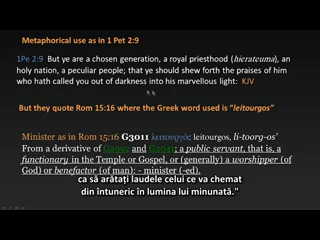 Metaphorical use as in 1 Pet 2:9
1Pe 2:9 But ye are a chosen generation, a royal priesthood (hierateuma), an
holy nation, a peculiar people; that ye should shew forth the praises of him
who hath called you out of darkness into his marvellous light: KJV
But they quote Rom 15:16 where the Greek word used is "leitourgos"
Minister as in Rom 15:16 G3011 λειτουργός leitourgos, li-toorg-os'
From a derivative of G2992 and G2041; a public servant, that is, a
functionary in the Temple or Gospel, or (generally) a worshipper (of
God) or benefactor (of man): - minister (-ed).
ca să arătați laudele celui ce va chemat
din întuneric în lumina lui minunată."